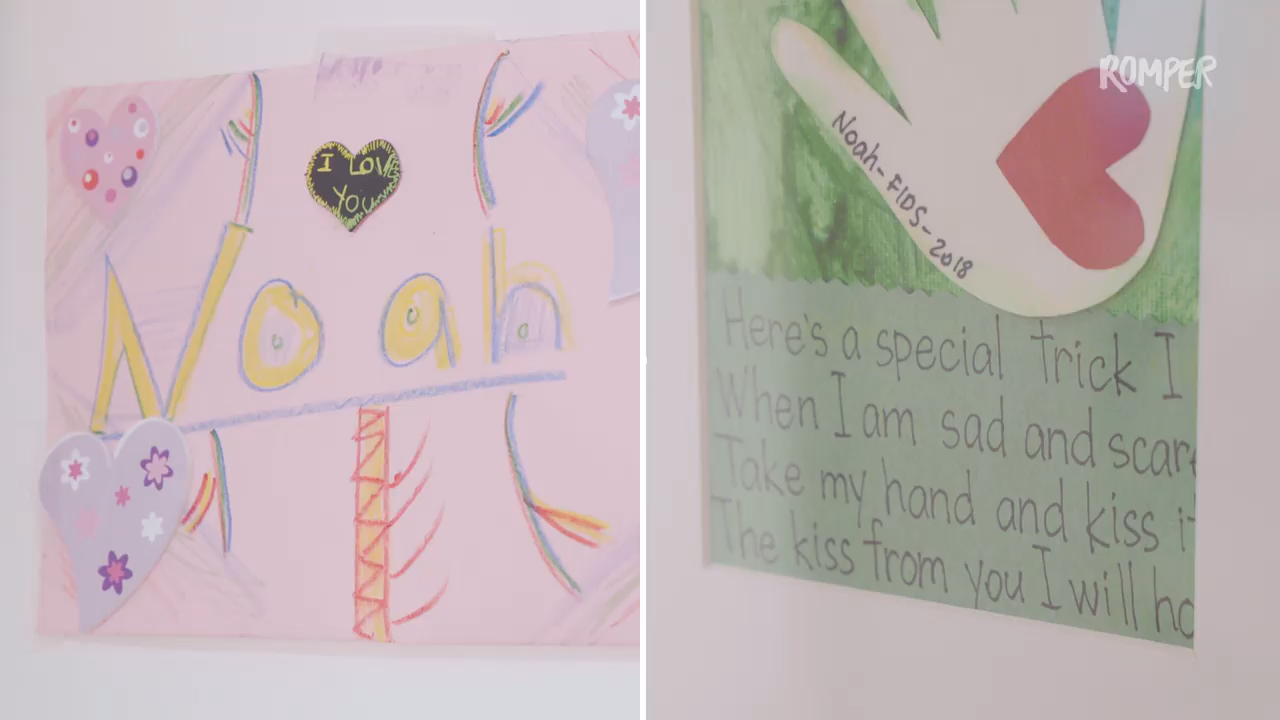 I LOVE
YOU
Noah
ROMPER
Noah-FIDS-2018
Here's a special trick I
When I am sad and scar
Take my hand and kiss i
The kiss from you I will ho